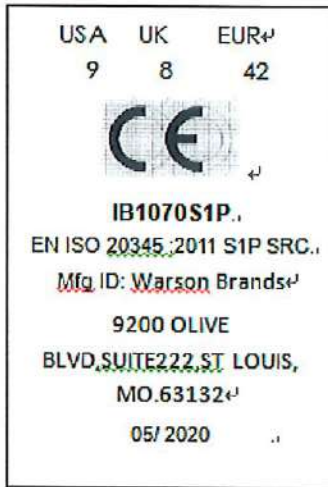 USA UK EUR
9 8 42
CE
IB1070S1P.
EN ISO 20345 :2011 S1P SRC.
Mfg ID: Warson Brands
9200 OLIVE
BLVD,SUITE222,ST LOUIS,
MO.63132
05/ 2020